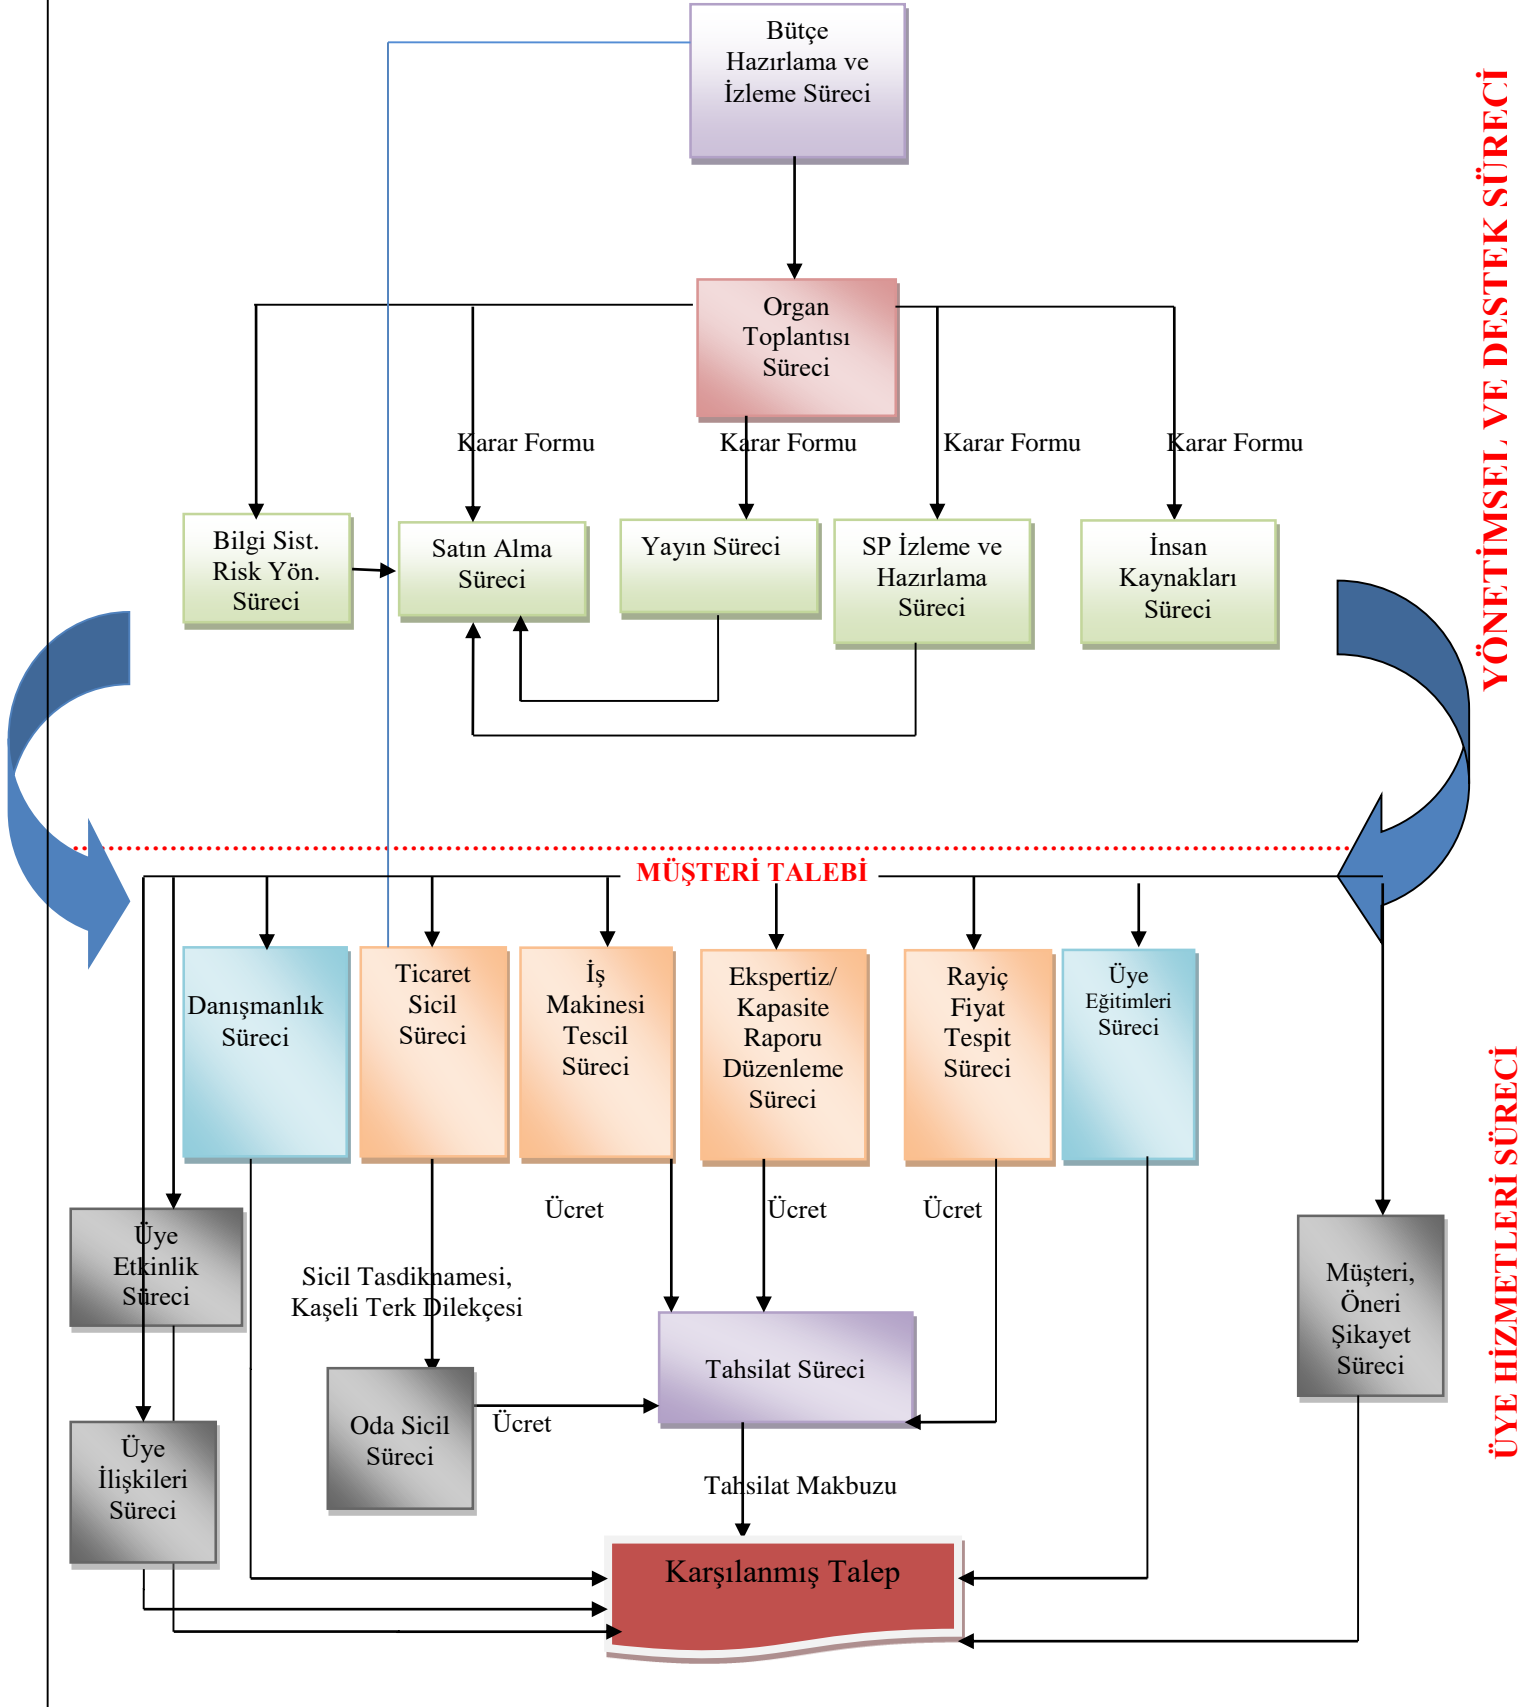 Bütçe
Hazırlama ve
İzleme Süreci
YÖNETİMSEL VE DESTEK SÜRECİ
Organ
Toplantısı
Süreci
Karar Formu
Karar Formu
Karar Formu
Karar Formu
Bilgi Sist.
Risk Yön.
Süreci
Satın Alma
Süreci
Yayın Süreci
SP İzleme ve
Hazırlama
Süreci
İnsan
Kaynakları
Süreci
MÜŞTERİ TALEBİ
Danışmanlık
Süreci
Ticaret
Sicil
Süreci
İş
Makinesi
Tescil
Süreci
Ekspertiz/
Kapasite
Raporu
Düzenleme
Süreci
Rayiç
Fiyat
Tespit
Süreci
Üye
Eğitimleri
Süreci
ÜYE HİZMETLERİ SÜRECİ
Ücret
Ücret
Ücret
Üye
Etkinlik
Süreci
Sicil Tasdiknamesi,
Kaşeli Terk Dilekçesi
Müşteri,
Öneri
Şikayet
Süreci
Tahsilat Süreci
Oda Sicil
Süreci
Ücret
Üye
İlişkileri
Süreci
Tahsilat Makbuzu
Karşılanmış Talep